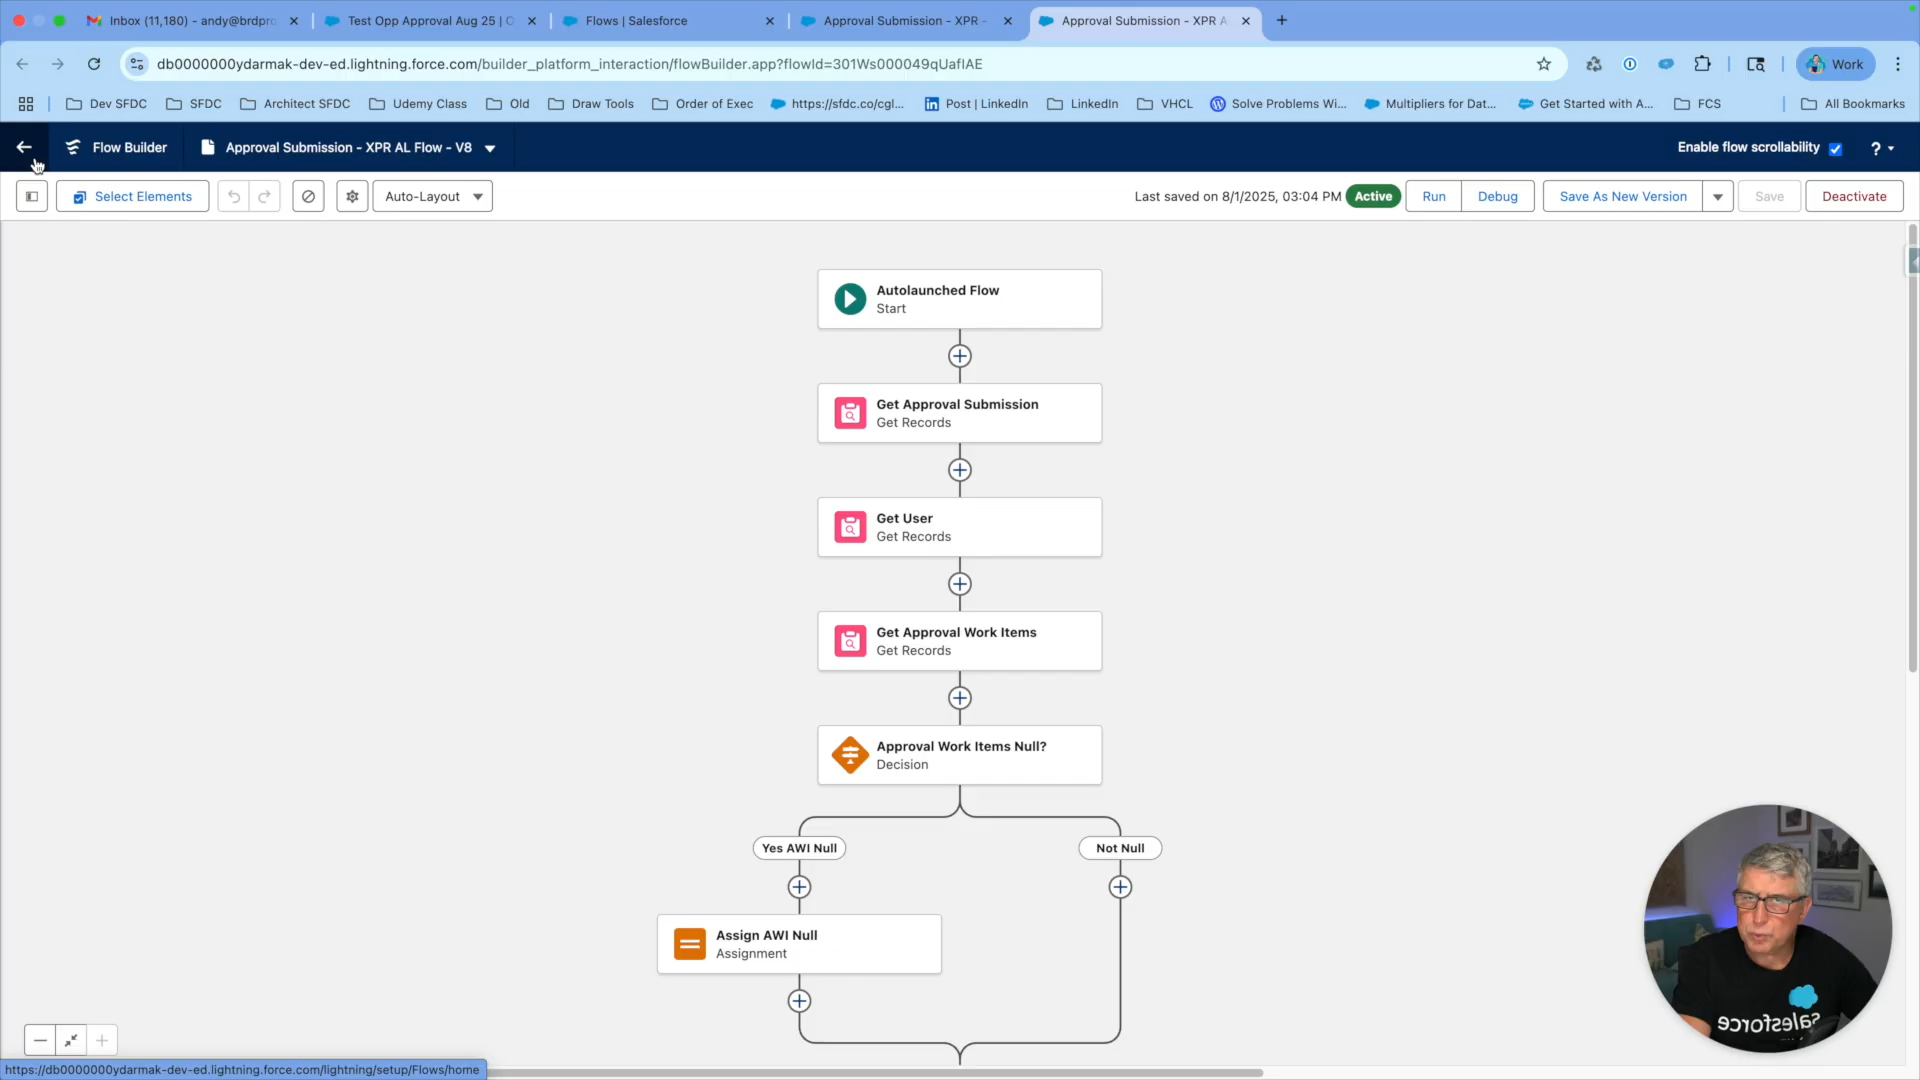 Inbox (11,180) - andy@brdpro
Test Opp Approval Aug 25 | O
Flows | Salesforce
Approval Submission - XPR -
Approval Submission - XPR A
db0000000ydarmak-dev-ed.lightning.force.com/builder_platform_interaction/flowBuilder.app?flowId=301Ws000049qUafIAE
Work
Dev SFDC
SFDC
Architect SFDC
Udemy Class
Old
Draw Tools
Order of Exec
https://sfdc.co/cgl...
Post | LinkedIn
LinkedIn
VHCL
Solve Problems Wi...
Multipliers for Dat...
Get Started with A...
FCS
All Bookmarks
Flow Builder
Approval Submission - XPR AL Flow - V8
Enable flow scrollability
?
Select Elements
Auto-Layout
Last saved on 8/1/2025, 03:04 PM
Active
Run
Debug
Save As New Version
Save
Deactivate
Autolaunched Flow
Start
Get Approval Submission
Get Records
Get User
Get Records
Get Approval Work Items
Get Records
Approval Work Items Null?
Decision
Yes AWI Null
Not Null
Assign AWI Null
Assignment
salesforce
https://db0000000ydarmak-dev-ed.lightning.force.com/lightning/setup/Flows/home